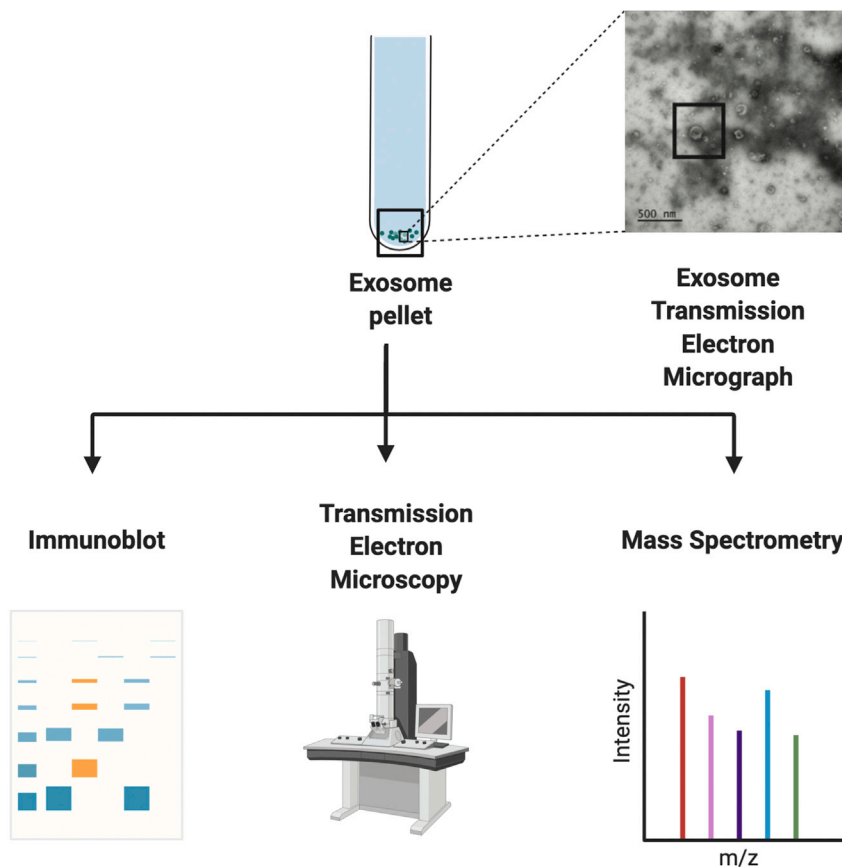 500 nm
Exosome
pellet
Exosome
Transmission
Electron
Micrograph
Immunoblot
Transmission
Electron
Microscopy
Mass Spectrometry
Intensity
m/z